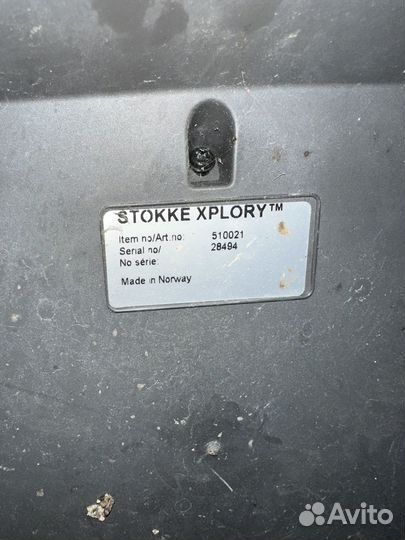 STOKKE XPLORY™
Item no/Art.no: 510021
Serial no/ 28494
No série:
Made in Norway
Avito